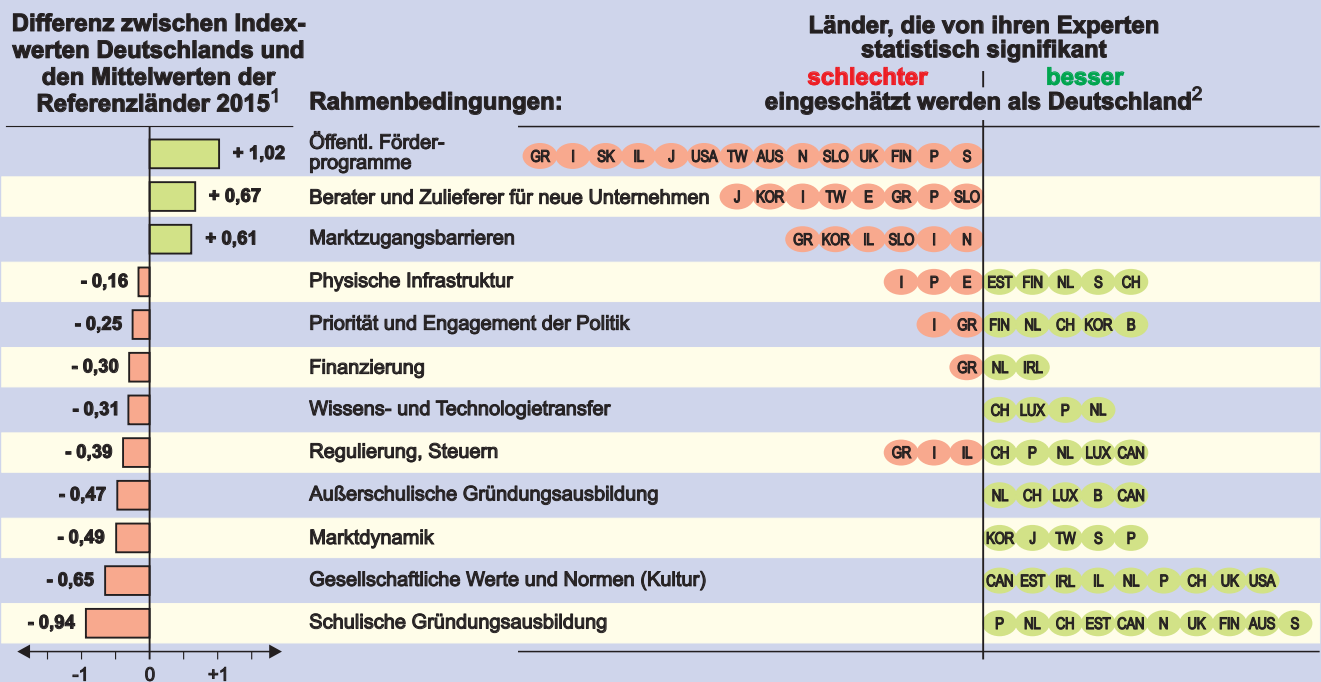 Differenz zwischen Index-
werten Deutschlands und
den Mittelwerten der
Referenzländer 2015¹
Rahmenbedingungen:
Länder, die von ihren Experten
statistisch signifikant
schlechter besser
eingeschätzt werden als Deutschland²
+ 1,02 Öffentl. Förder-
programme GR I SK IL J USA TW AUS N SLO UK FIN P S
+ 0,67 Berater und Zulieferer für neue Unternehmen J KOR I TW E GR P SLO
+ 0,61 Marktzugangsbarrieren GR KOR IL SLO I N
- 0,16 Physische Infrastruktur I P E EST FIN NL S CH
- 0,25 Priorität und Engagement der Politik I GR FIN NL CH KOR B
- 0,30 Finanzierung GR NL IRL
- 0,31 Wissens- und Technologietransfer CH LUX P NL
- 0,39 Regulierung, Steuern GR I IL CH P NL LUX CAN
- 0,47 Außerschulische Gründungsausbildung NL CH LUX B CAN
- 0,49 Marktdynamik KOR J TW S P
- 0,65 Gesellschaftliche Werte und Normen (Kultur) CAN EST IRL IL NL P CH UK USA
- 0,94 Schulische Gründungsausbildung P NL CH EST CAN N UK FIN AUS S
-1 0 +1